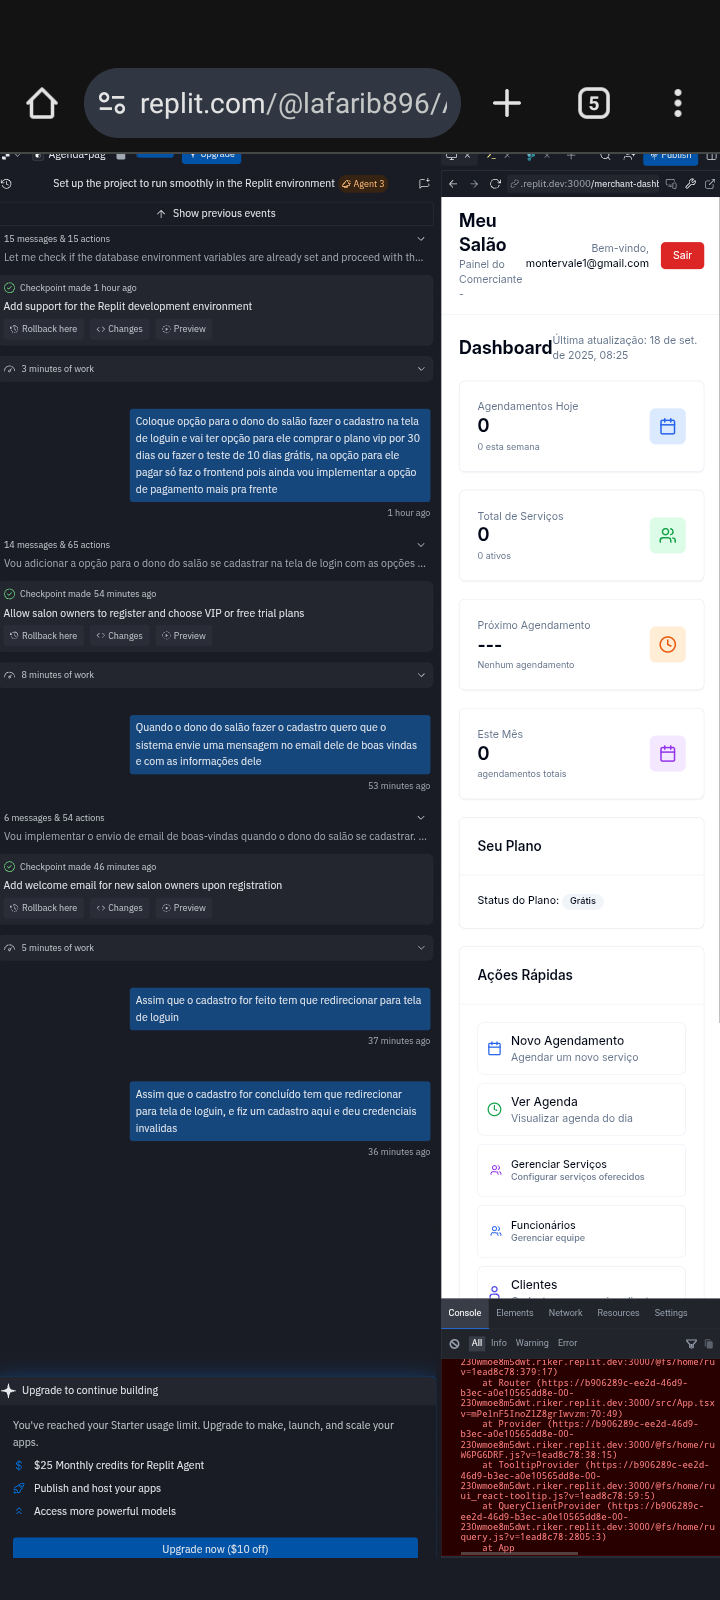 replit.com/@lafarib896/
5
Agenda-pag
Upgrade
Publish
Set up the project to run smoothly in the Replit environment
Agent 3
Show previous events
15 messages & 15 actions
Let me check if the database environment variables are already set and proceed with th...
Checkpoint made 1 hour ago
Add support for the Replit development environment
Rollback here
Changes
Preview
3 minutes of work
Coloque opção para o dono do salão fazer o cadastro na tela
de loguin e vai ter opção para ele comprar o plano vip por 30
dias ou fazer o teste de 10 dias grátis, na opção para ele
pagar só faz o frontend pois ainda vou implementar a opção
de pagamento mais pra frente
1 hour ago
14 messages & 65 actions
Vou adicionar a opção para o dono do salão se cadastrar na tela de login com as opções ...
Checkpoint made 54 minutes ago
Allow salon owners to register and choose VIP or free trial plans
Rollback here
Changes
Preview
8 minutes of work
Quando o dono do salão fazer o cadastro quero que o
sistema envie uma mensagem no email dele de boas vindas
e com as informações dele
53 minutes ago
6 messages & 54 actions
Vou implementar o envio de email de boas-vindas quando o dono do salão se cadastrar. ...
Checkpoint made 46 minutes ago
Add welcome email for new salon owners upon registration
Rollback here
Changes
Preview
5 minutes of work
Assim que o cadastro for feito tem que redirecionar para tela
de loguin
37 minutes ago
Assim que o cadastro for concluído tem que redirecionar
para tela de loguin, e fiz um cadastro aqui e deu credenciais
invalidas
36 minutes ago
Upgrade to continue building
You've reached your Starter usage limit. Upgrade to make, launch, and scale your
apps.
$25 Monthly credits for Replit Agent
Publish and host your apps
Access more powerful models
Upgrade now ($10 off)
.replit.dev:3000/merchant-dashb
Meu
Salão
Painel do
Comerciante
-
Bem-vindo,
montervale1@gmail.com
Sair
Dashboard
Última atualização: 18 de set.
de 2025, 08:25
Agendamentos Hoje
0
0 esta semana
Total de Serviços
0
0 ativos
Próximo Agendamento
---
Nenhum agendamento
Este Mês
0
agendamentos totais
Seu Plano
Status do Plano: Grátis
Ações Rápidas
Novo Agendamento
Agendar um novo serviço
Ver Agenda
Visualizar agenda do dia
Gerenciar Serviços
Configurar serviços oferecidos
Funcionários
Gerenciar equipe
Clientes
Console
Elements
Network
Resources
Settings
All
Info
Warning
Error
230wmoe8m5dwt.riker.replit.dev:3000/@fs/home/ru
v=1ead8c78:379:17)
at Router (https://b906289c-ee2d-46d9-
b3ec-a0e10565dd8e-00-
230wmoe8m5dwt.riker.replit.dev:3000/src/App.tsx
v=mPelnF5InoZ1Z8grIwvzm:70:49)
at Provider (https://b906289c-ee2d-46d9-
b3ec-a0e10565dd8e-00-
230wmoe8m5dwt.riker.replit.dev:3000/@fs/home/ru
W6PG6DRF.js?v=1ead8c78:38:15)
at TooltipProvider (https://b906289c-ee2d-
46d9-b3ec-a0e10565dd8e-00-
230wmoe8m5dwt.riker.replit.dev:3000/@fs/home/ru
ui_react-tooltip.js?v=1ead8c78:59:5)
at QueryClientProvider (https://b906289c-
ee2d-46d9-b3ec-a0e10565dd8e-00-
230wmoe8m5dwt.riker.replit.dev:3000/@fs/home/ru
query.js?v=1ead8c78:2805:3)
at App